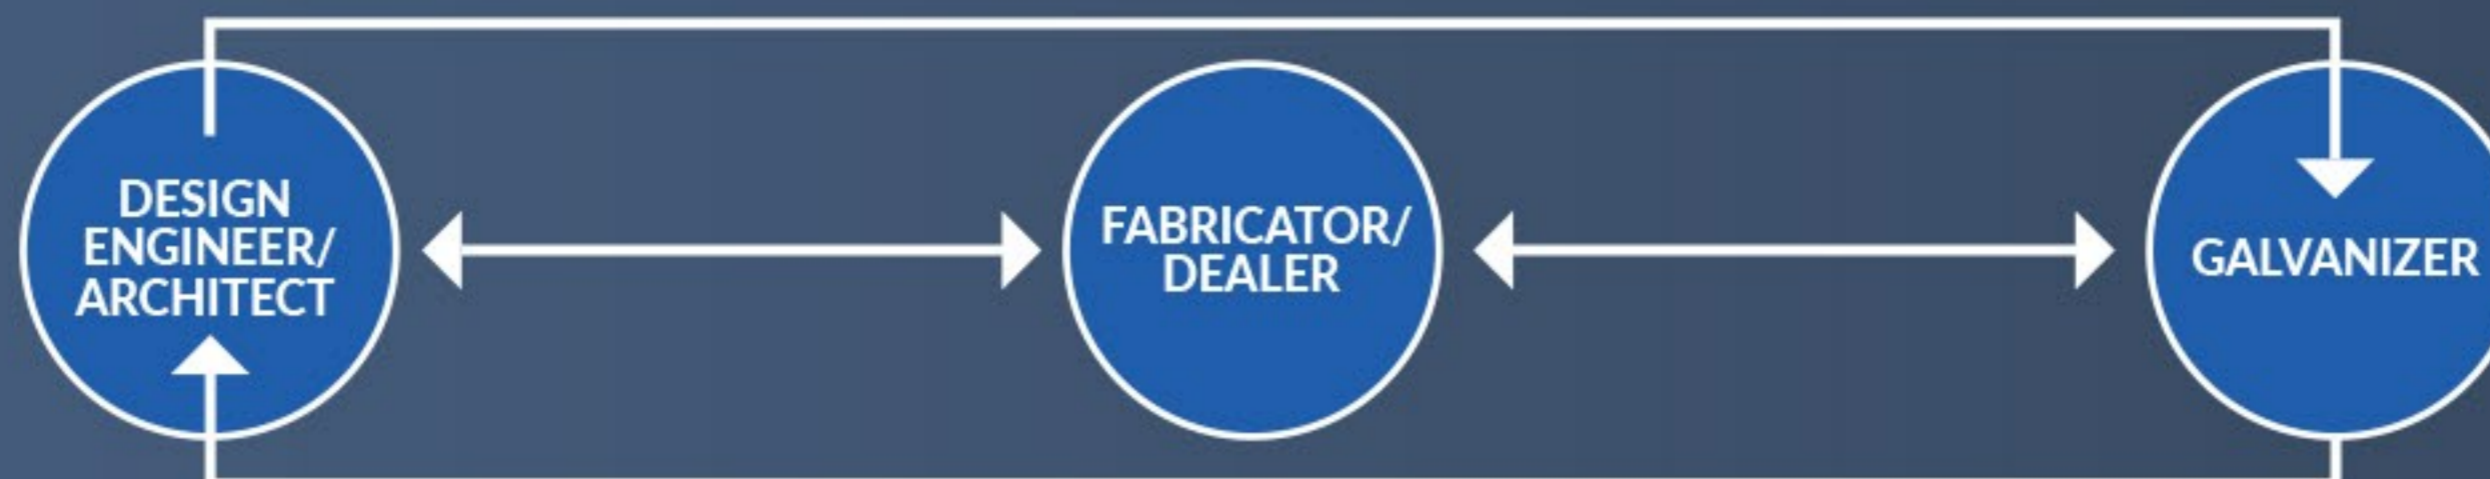 DESIGN
ENGINEER/
ARCHITECT
FABRICATOR/
DEALER
GALVANIZER